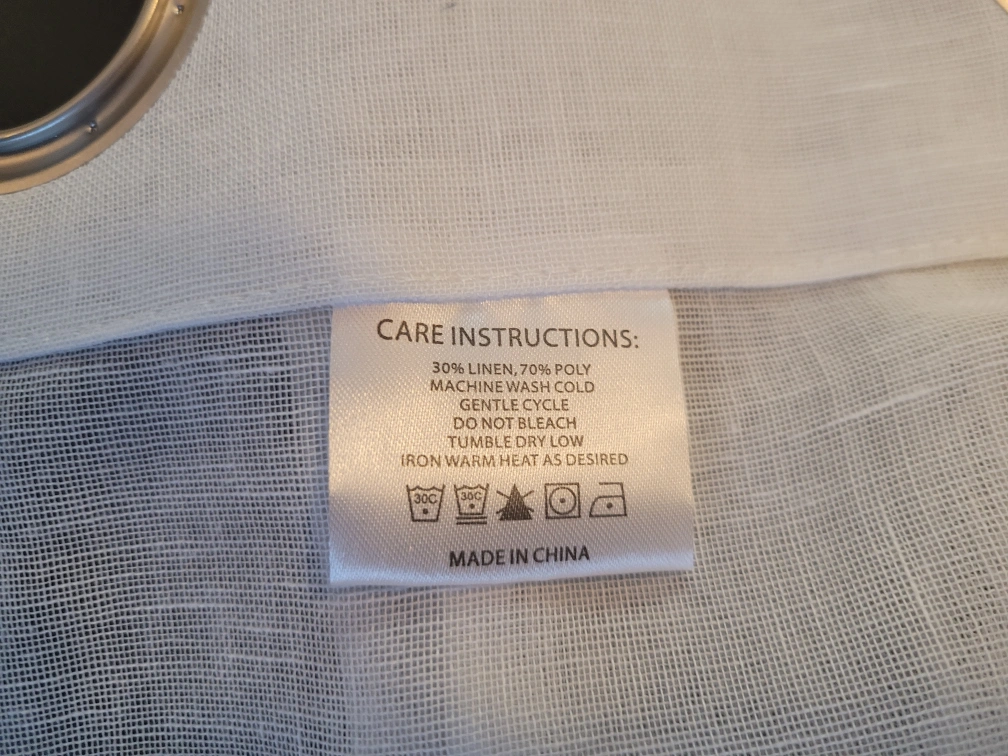 CARE INSTRUCTIONS:
30% LINEN, 70% POLY
MACHINE WASH COLD
GENTLE CYCLE
DO NOT BLEACH
TUMBLE DRY LOW
IRON WARM HEAT AS DESIRED
30C 30C
MADE IN CHINA